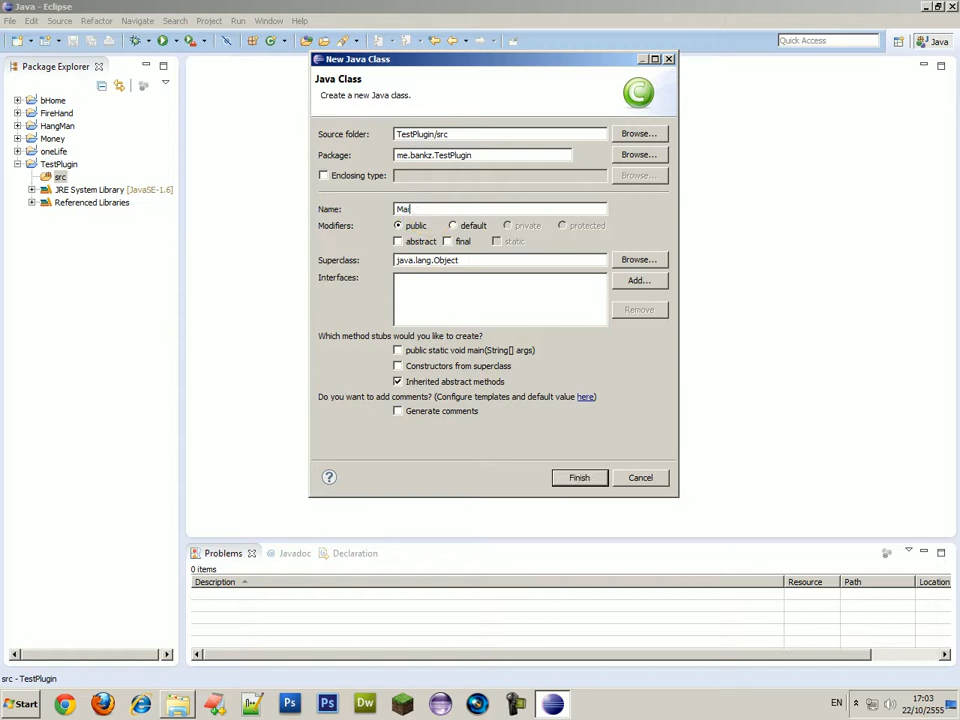 Java - Eclipse
File Edit Source Refactor Navigate Search Project Run Window Help
Quick Access
Java
Package Explorer
bHome
FireHand
HangMan
Money
oneLife
TestPlugin
src
JRE System Library [JavaSE-1.6]
Referenced Libraries
New Java Class
Java Class
Create a new Java class.
Source folder: TestPlugin/src Browse...
Package: me.bankz.TestPlugin Browse...
Enclosing type: Browse...
Name: Mai
Modifiers: public default private protected
abstract final static
Superclass: java.lang.Object Browse...
Interfaces: Add...
Remove
Which method stubs would you like to create?
public static void main(String[] args)
Constructors from superclass
Inherited abstract methods
Do you want to add comments? (Configure templates and default value here)
Generate comments
Finish Cancel
Problems Javadoc Declaration
0 items
Description Resource Path Location
src - TestPlugin
Start
Ps Ps Dw
EN
17:03
22/10/2555